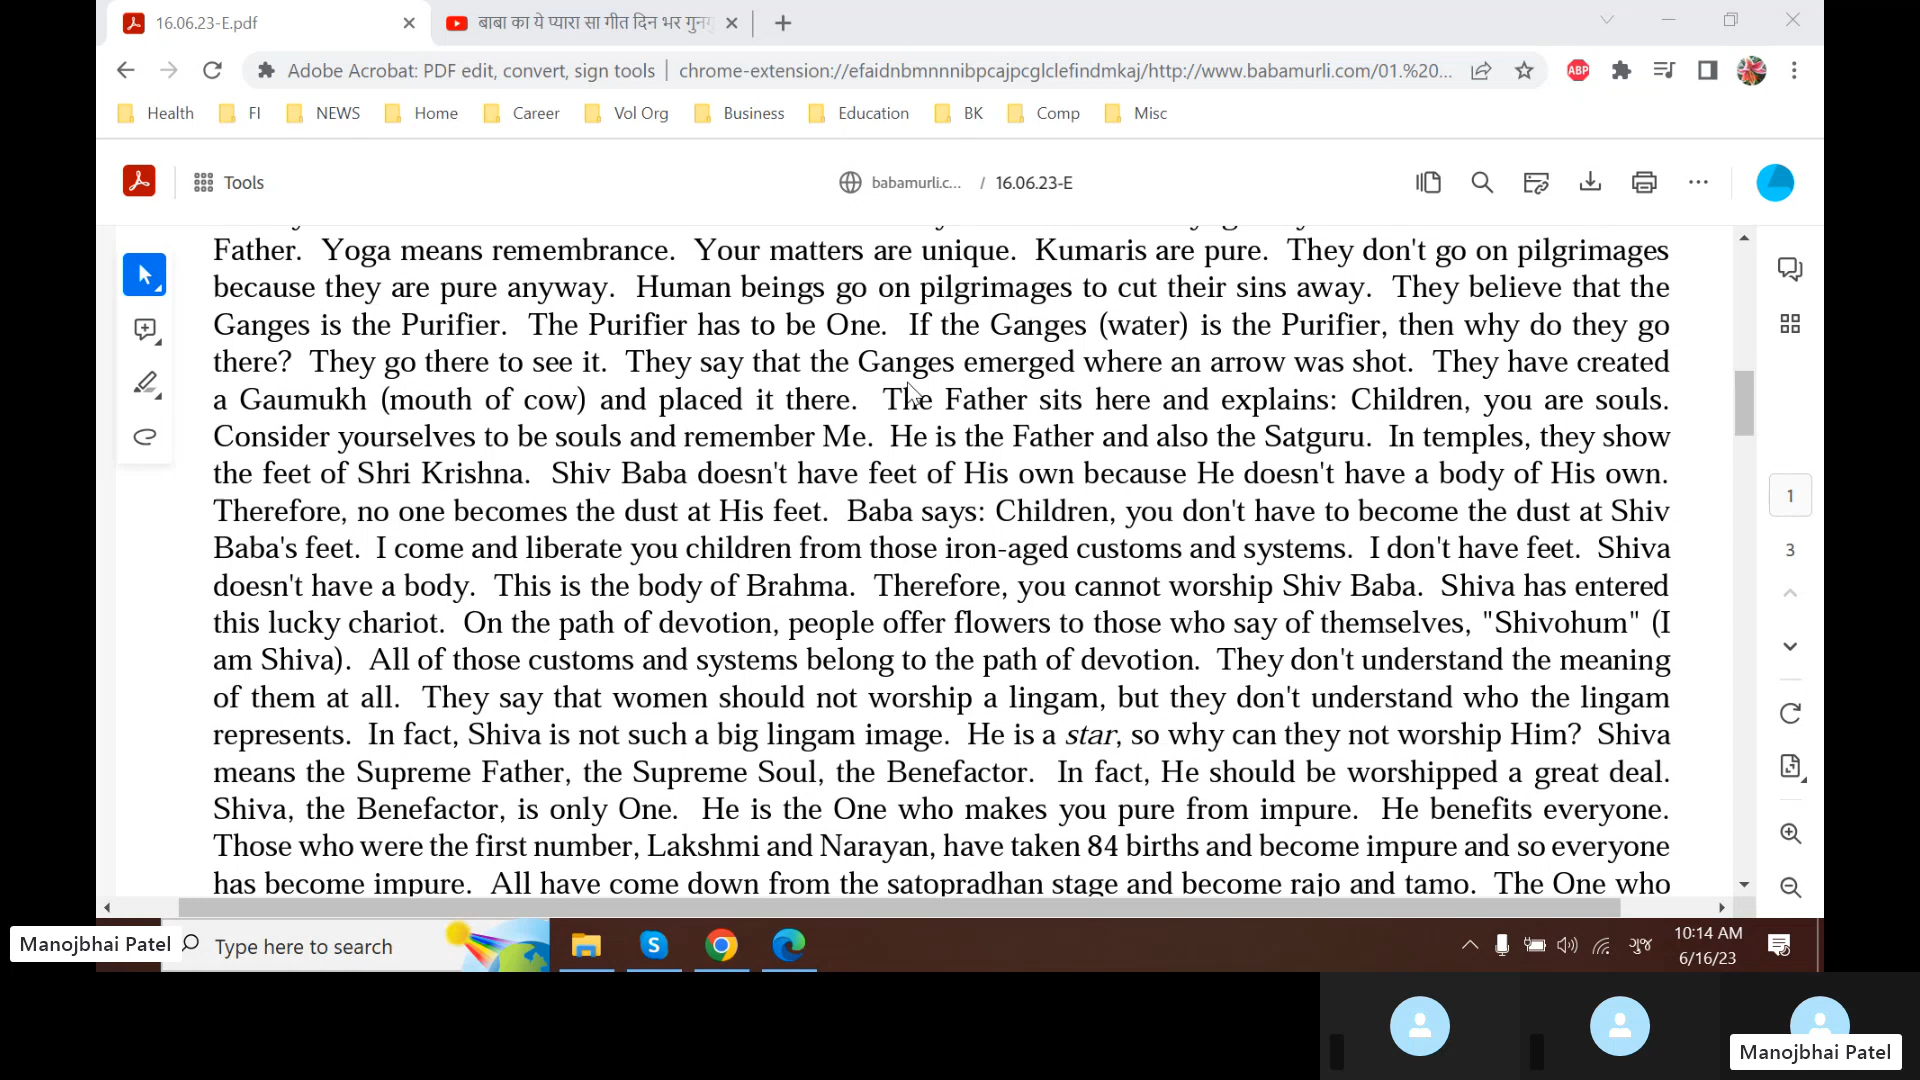 16.06.23-E.pdf
बाबा का ये प्यारा सा गीत दिन भर गुनगु
Adobe Acrobat: PDF edit, convert, sign tools
chrome-extension://efaidnbmnnnibpcajpcglclefindmkaj/http://www.babamurli.com/01.%20...
ABP
Health FI NEWS Home Career Vol Org Business Education BK Comp Misc
Tools
babamurli.c... / 16.06.23-E
Father. Yoga means remembrance. Your matters are unique. Kumaris are pure. They don't go on pilgrimages
because they are pure anyway. Human beings go on pilgrimages to cut their sins away. They believe that the
Ganges is the Purifier. The Purifier has to be One. If the Ganges (water) is the Purifier, then why do they go
there? They go there to see it. They say that the Ganges emerged where an arrow was shot. They have created
a Gaumukh (mouth of cow) and placed it there. The Father sits here and explains: Children, you are souls.
Consider yourselves to be souls and remember Me. He is the Father and also the Satguru. In temples, they show
the feet of Shri Krishna. Shiv Baba doesn't have feet of His own because He doesn't have a body of His own.
Therefore, no one becomes the dust at His feet. Baba says: Children, you don't have to become the dust at Shiv
Baba's feet. I come and liberate you children from those iron-aged customs and systems. I don't have feet. Shiva
doesn't have a body. This is the body of Brahma. Therefore, you cannot worship Shiv Baba. Shiva has entered
this lucky chariot. On the path of devotion, people offer flowers to those who say of themselves, "Shivohum" (I
am Shiva). All of those customs and systems belong to the path of devotion. They don't understand the meaning
of them at all. They say that women should not worship a lingam, but they don't understand who the lingam
represents. In fact, Shiva is not such a big lingam image. He is a star, so why can they not worship Him? Shiva
means the Supreme Father, the Supreme Soul, the Benefactor. In fact, He should be worshipped a great deal.
Shiva, the Benefactor, is only One. He is the One who makes you pure from impure. He benefits everyone.
Those who were the first number, Lakshmi and Narayan, have taken 84 births and become impure and so everyone
has become impure. All have come down from the satopradhan stage and become rajo and tamo. The One who
1
3
Manojbhai Patel
Type here to search
ગુજ
10:14 AM
6/16/23
Manojbhai Patel